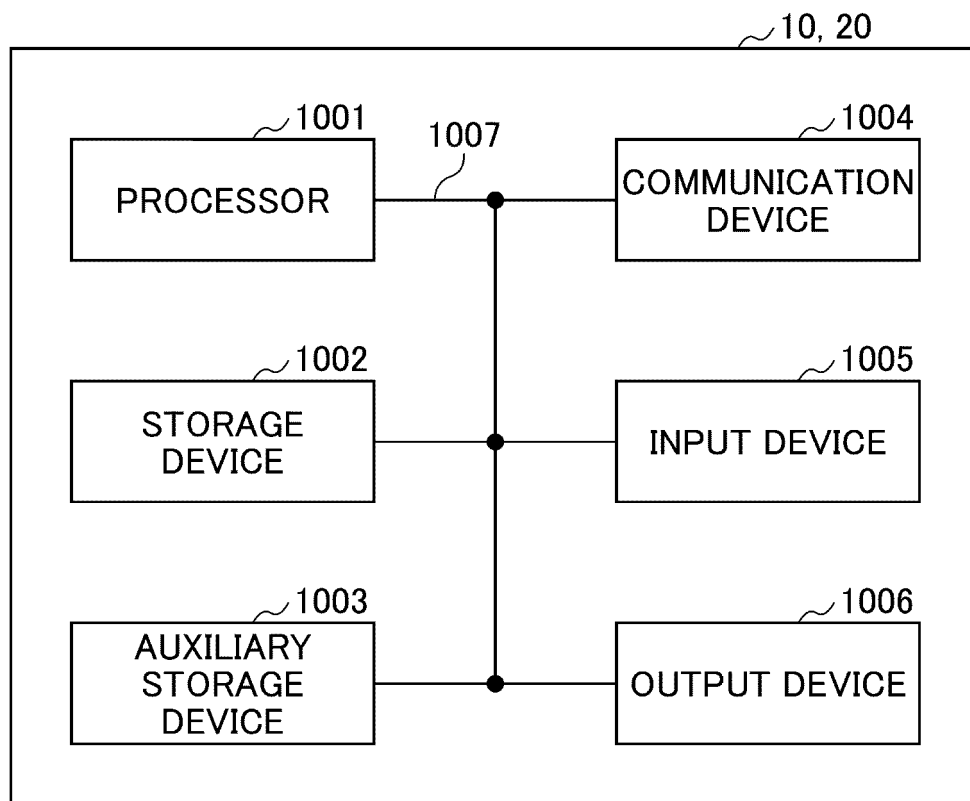 10, 20
1001
PROCESSOR
1007
1004
COMMUNICATION
DEVICE
1002
STORAGE
DEVICE
1005
INPUT DEVICE
1003
AUXILIARY
STORAGE
DEVICE
1006
OUTPUT DEVICE